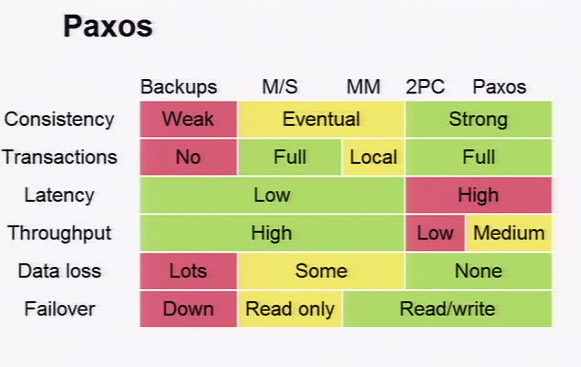 Paxos
Backups M/S MM 2PC Paxos
Consistency Weak Eventual Strong
Transactions No Full Local Full
Latency Low High
Throughput High Low Medium
Data loss Lots Some None
Failover Down Read only Read/write